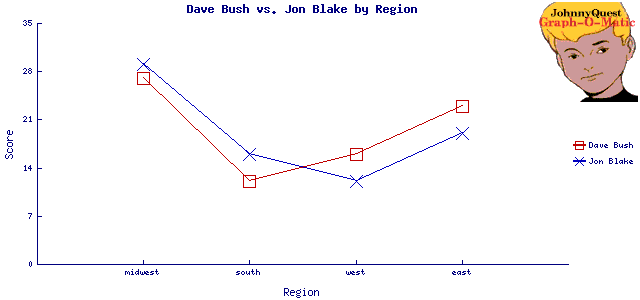 Dave Bush vs. Jon Blake by Region
JohnnyQuest
Graph-O-Matic
35
28
21
14
7
0
Score
midwest south west east
Region
Dave Bush
Jon Blake